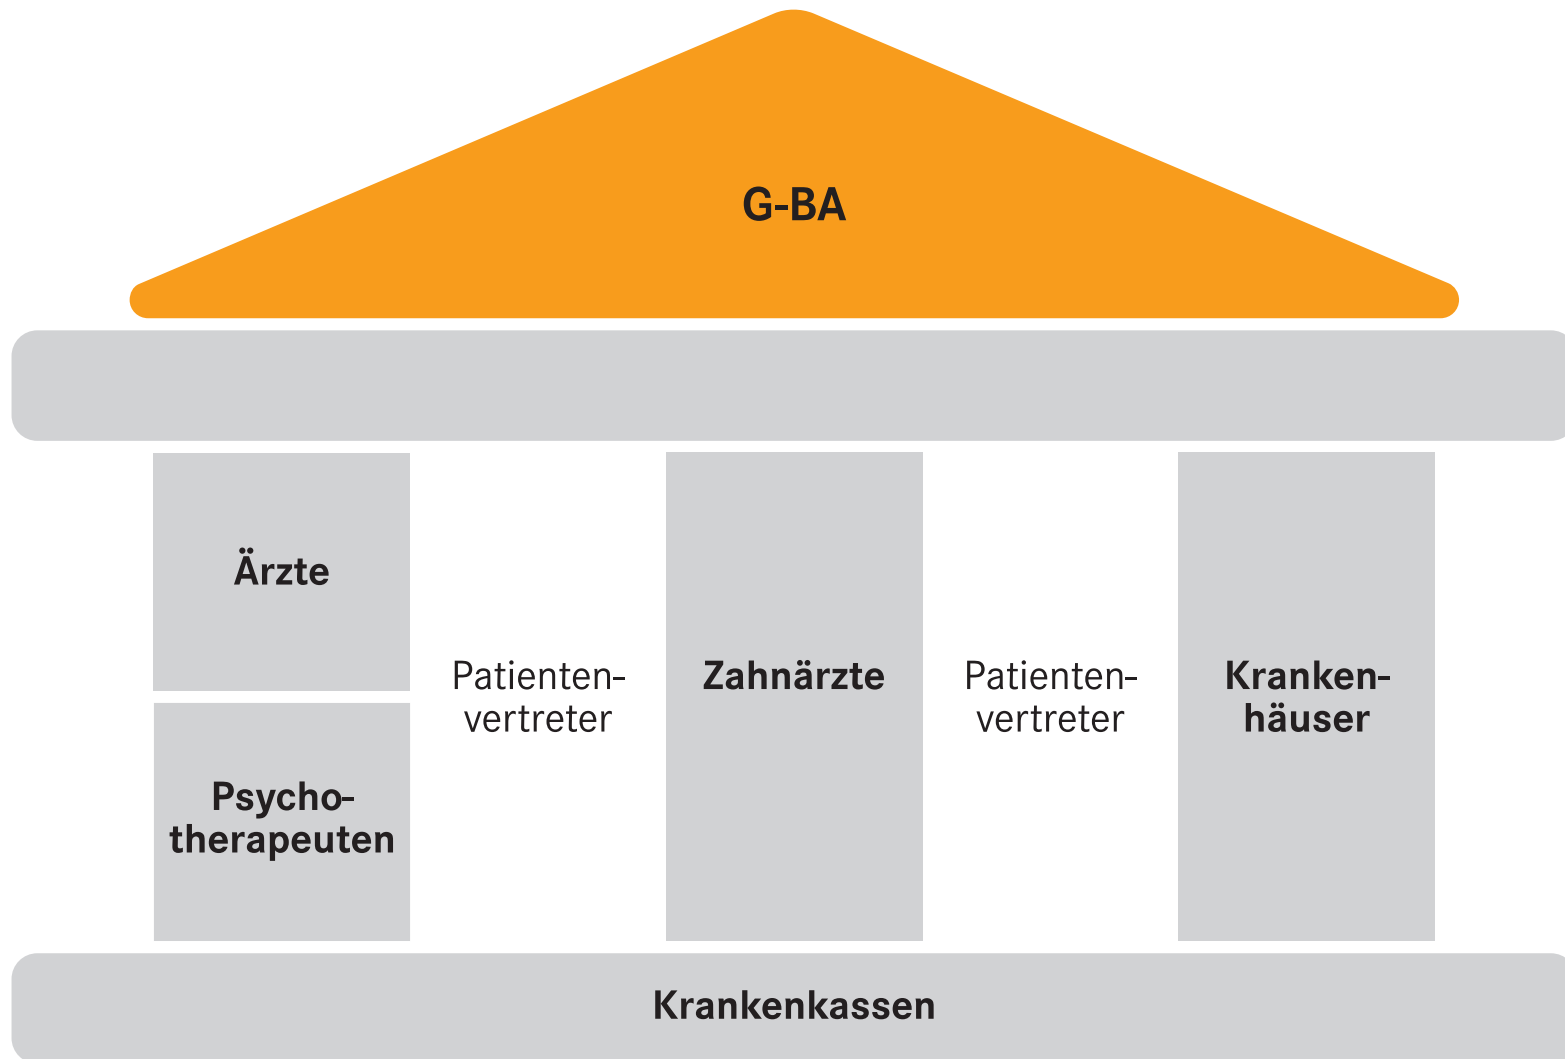 G-BA
Ärzte
Psycho-
therapeuten
Patienten-
vertreter
Zahnärzte
Patienten-
vertreter
Kranken-
häuser
Krankenkassen